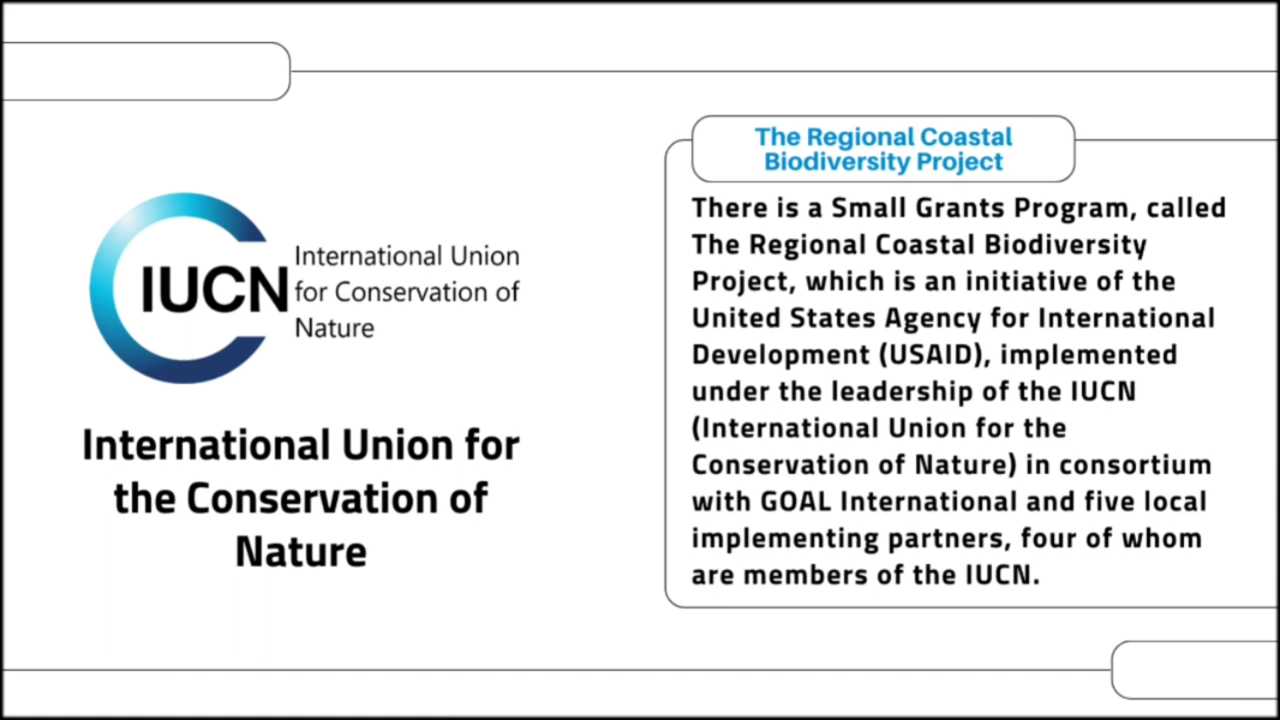 IUCN
International Union
for Conservation of
Nature
International Union for
the Conservation of
Nature
The Regional Coastal
Biodiversity Project
There is a Small Grants Program, called
The Regional Coastal Biodiversity
Project, which is an initiative of the
United States Agency for International
Development (USAID), implemented
under the leadership of the IUCN
(International Union for the
Conservation of Nature) in consortium
with GOAL International and five local
implementing partners, four of whom
are members of the IUCN.